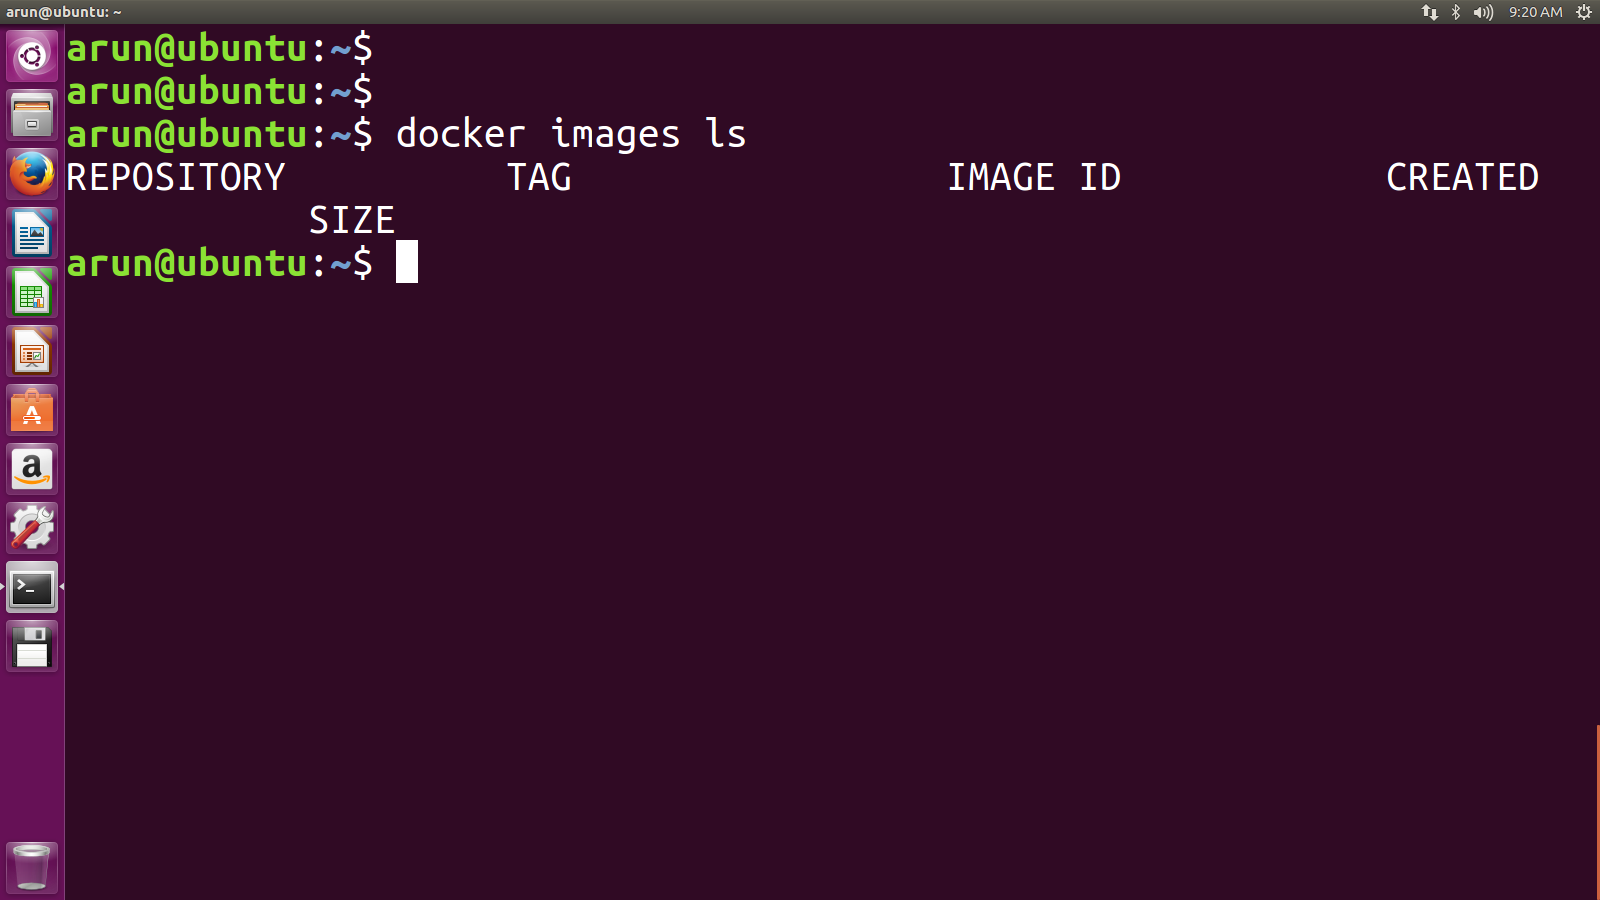 arun@ubuntu: ~ 9:20 AM
arun@ubuntu:~$
arun@ubuntu:~$
arun@ubuntu:~$ docker images ls
REPOSITORY TAG IMAGE ID CREATED
SIZE
arun@ubuntu:~$